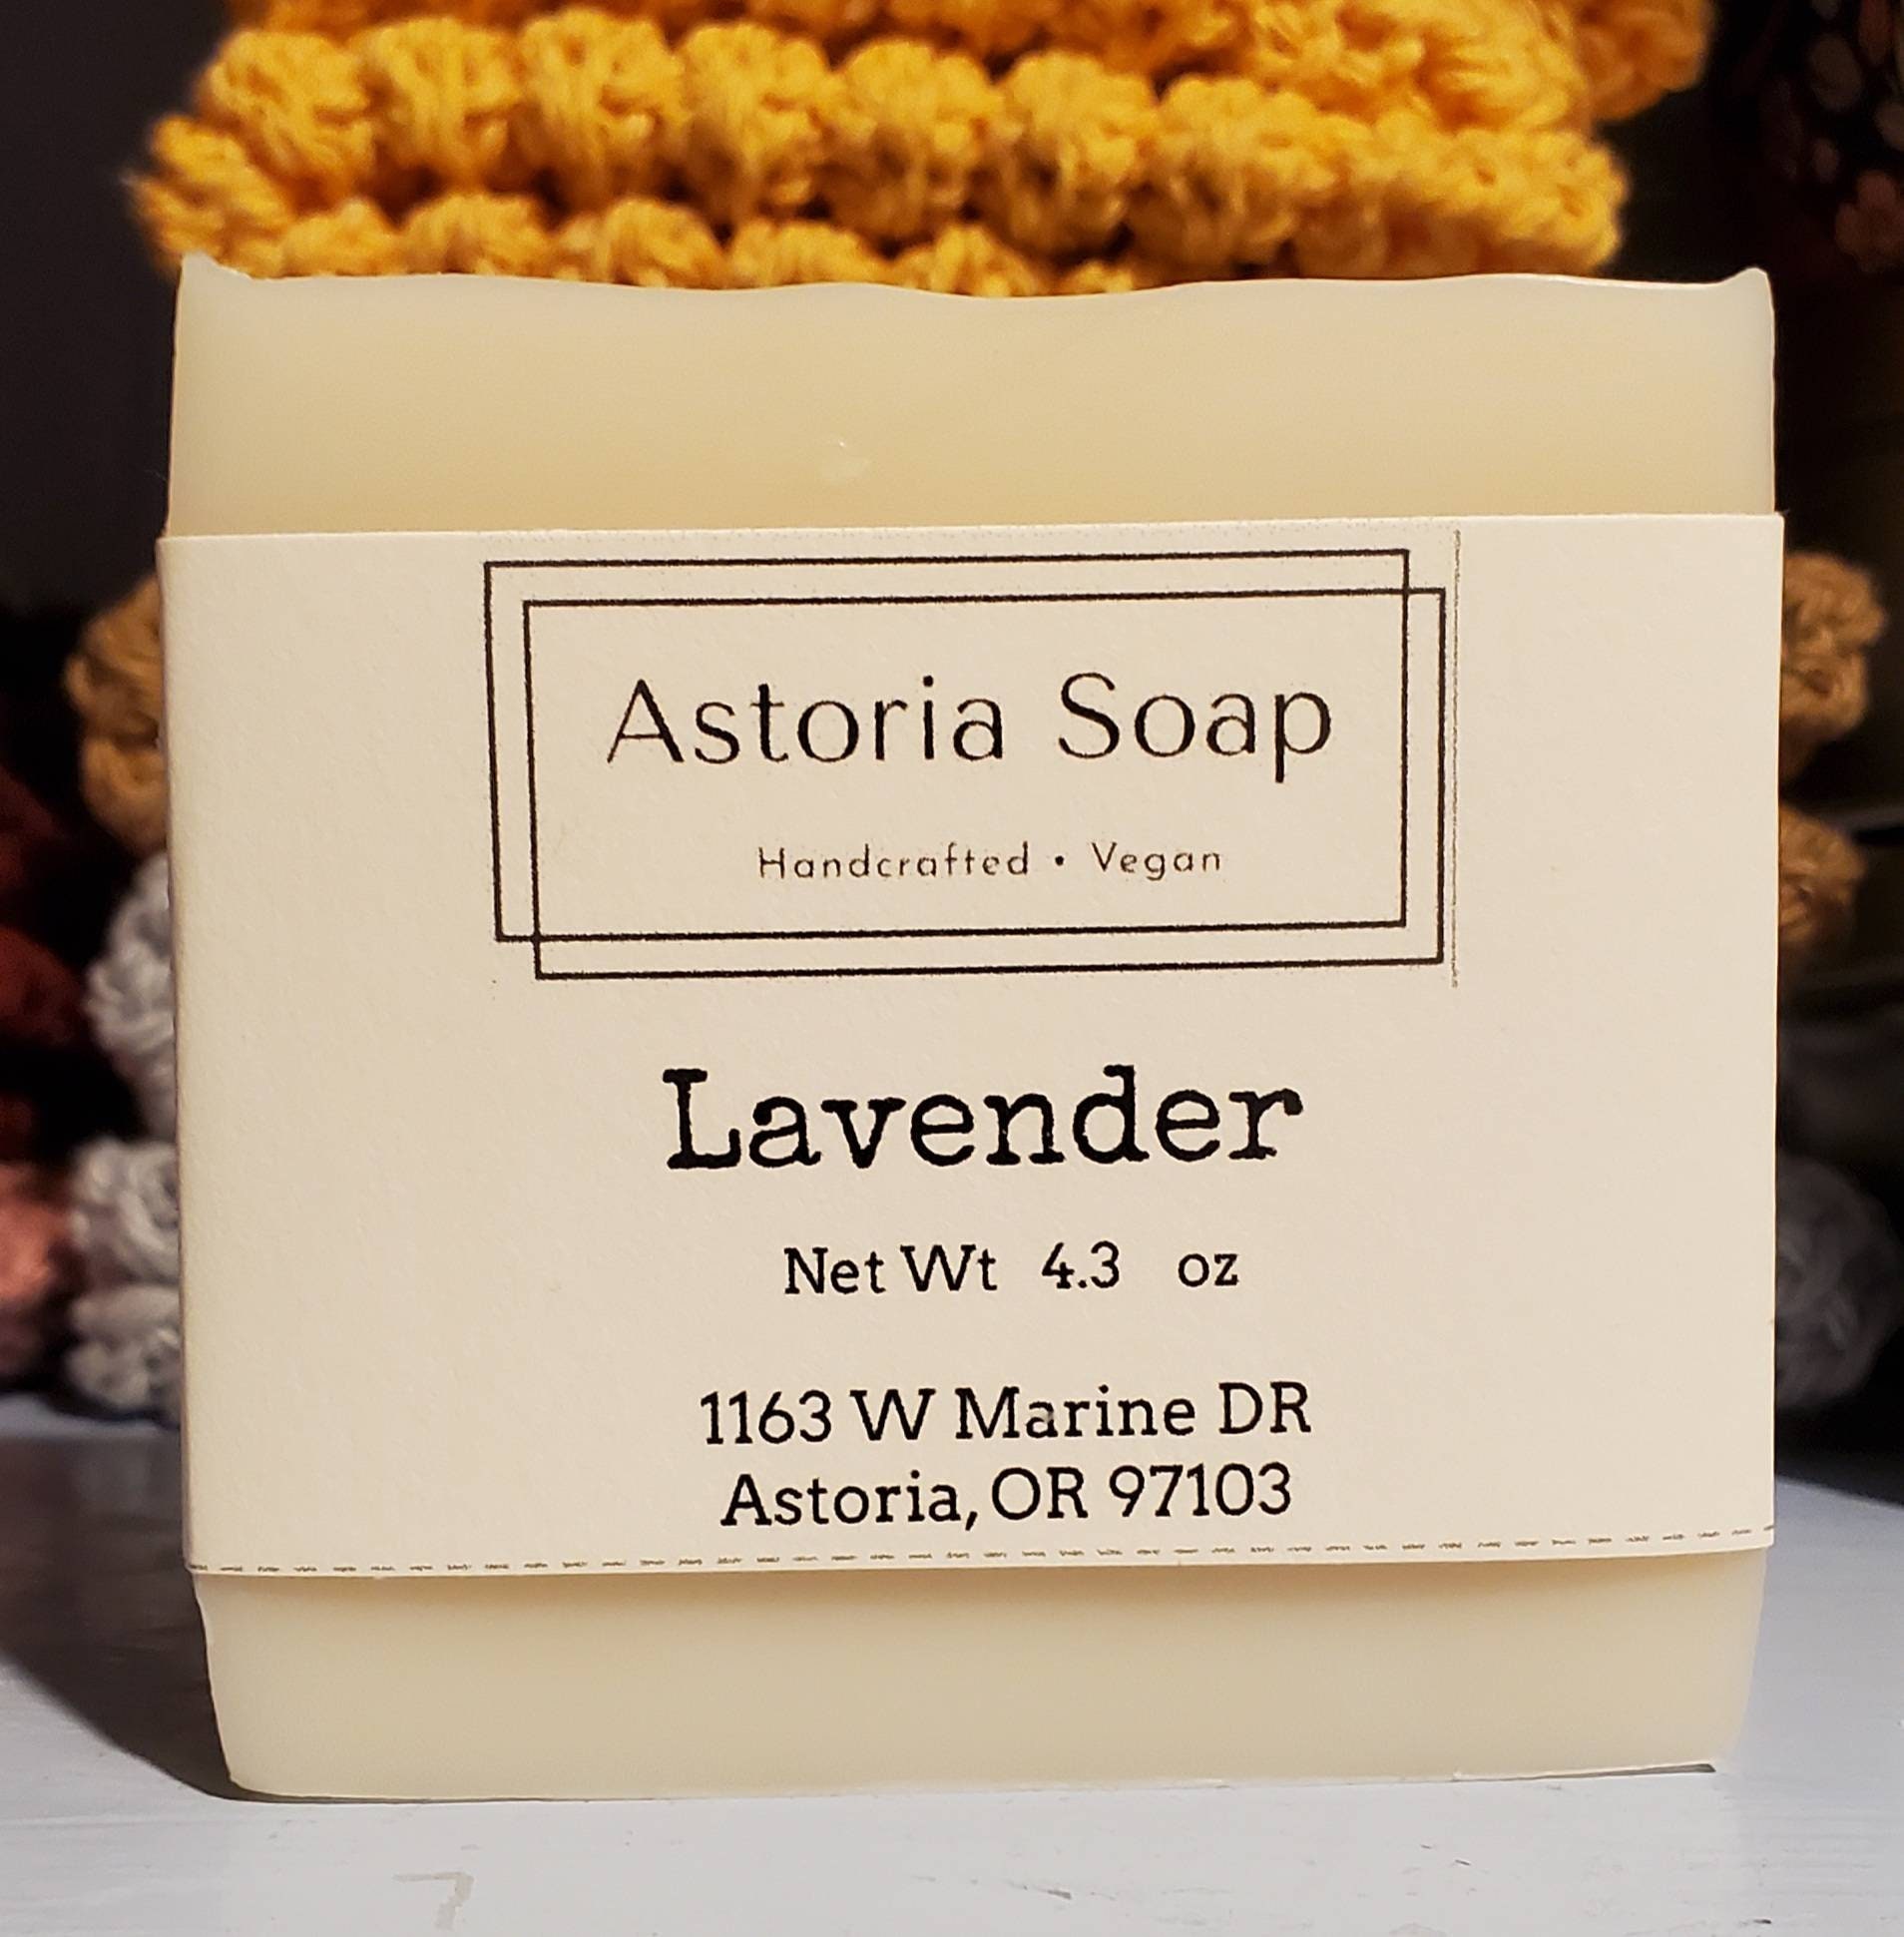 Astoria Soap
Handcrafted • Vegan
Lavender
Net Wt 4.3 oz
1163 W Marine DR
Astoria, OR 97103